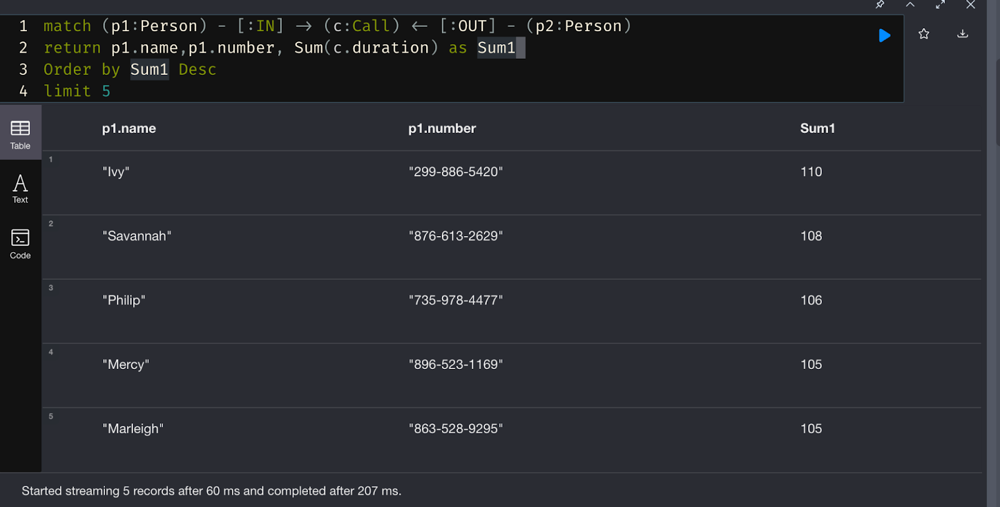 1 match (p1:Person) - [:IN] → (c:Call) ← [:OUT] - (p2:Person)
2 return p1.name,p1.number, Sum(c.duration) as Sum1
3 Order by Sum1 Desc
4 limit 5
p1.name p1.number Sum1
Table
1
"Ivy" "299-886-5420" 110
Text
2
"Savannah" "876-613-2629" 108
Code
3
"Philip" "735-978-4477" 106
4
"Mercy" "896-523-1169" 105
5
"Marleigh" "863-528-9295" 105
Started streaming 5 records after 60 ms and completed after 207 ms.